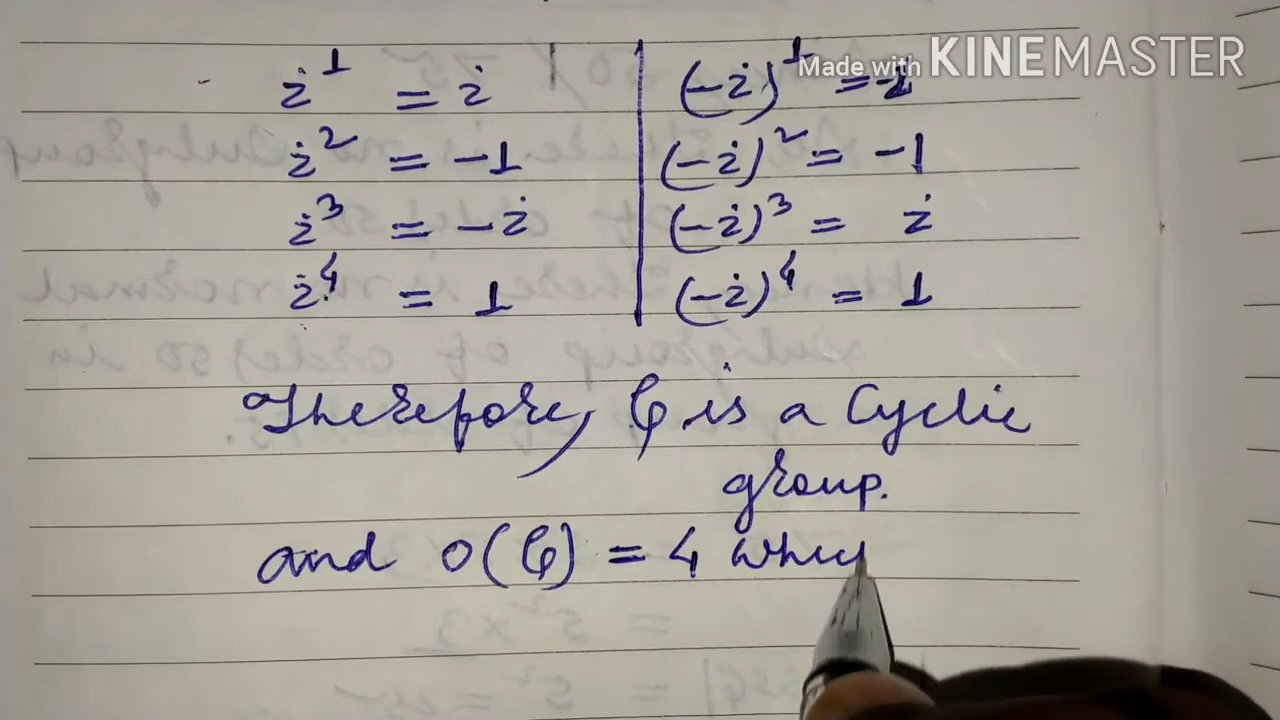 Made with KINEMASTER
i^1 = i | (-i)^1 = -i
i^2 = -1 | (-i)^2 = -1
i^3 = -i | (-i)^3 = i
i^4 = 1 | (-i)^4 = 1
Therefore, G is a Cyclic
group.
and O(G) = 4